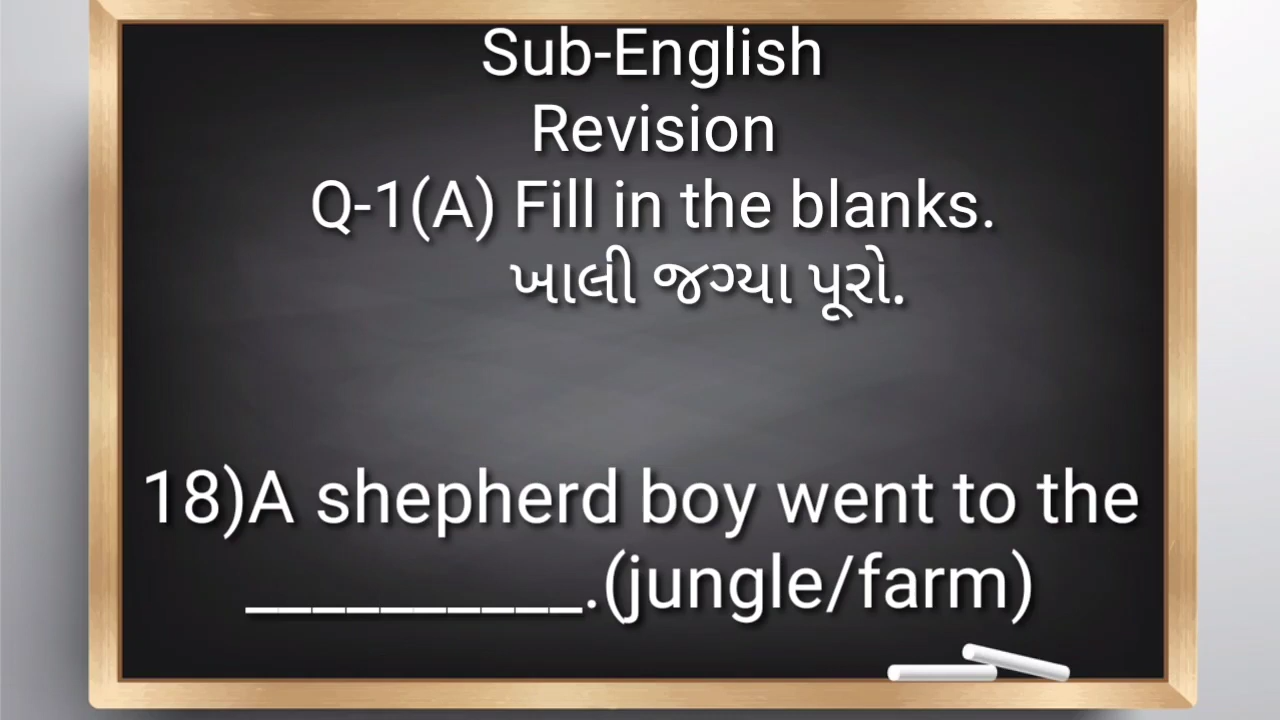 Sub-English
Revision
Q-1(A) Fill in the blanks.
ખાલી જગ્યા પૂરો.
18)A shepherd boy went to the
__________.(jungle/farm)